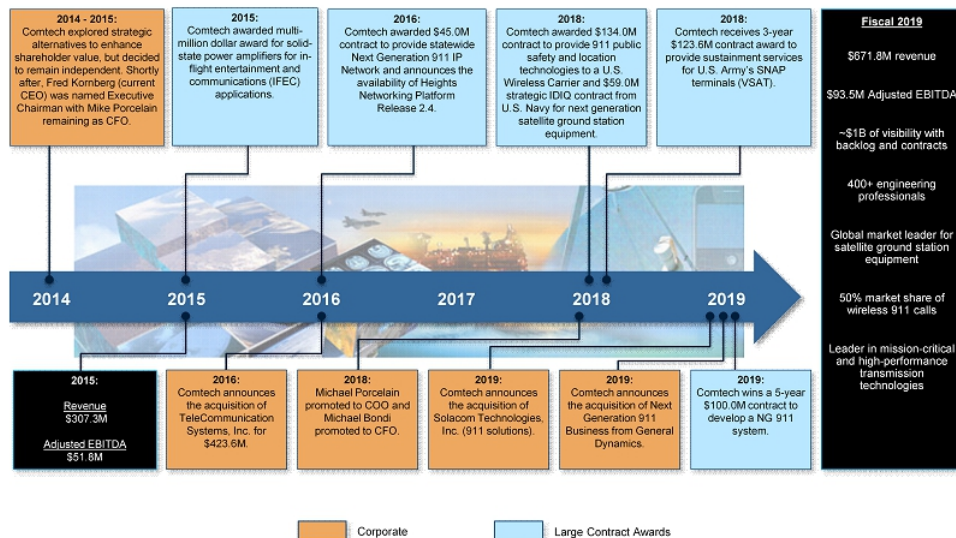 2014 - 2015:
Comtech explored strategic
alternatives to enhance
shareholder value, but decided
to remain independent. Shortly
after, Fred Kornberg (current
CEO) was named Executive
Chairman with Mike Porcelain
remaining as CFO.
2015:
Comtech awarded multi-
million dollar award for solid-
state power amplifiers for in-
flight entertainment and
communications (IFEC)
applications.
2016:
Comtech awarded $45.0M
contract to provide statewide
Next Generation 911 IP
Network and announces the
availability of Heights
Networking Platform
Release 2.4.
2018:
Comtech awarded $134.0M
contract to provide 911 public
safety and location
technologies to a U.S.
Wireless Carrier and $59.0M
strategic IDIQ contract from
U.S. Navy for next generation
satellite ground station
equipment.
2018:
Comtech receives 3-year
$123.6M contract award to
provide sustainment services
for U.S. Army's SNAP
terminals (VSAT).
Fiscal 2019
$671.8M revenue
$93.5M Adjusted EBITDA
~$1B of visibility with
backlog and contracts
400+ engineering
professionals
Global market leader for
satellite ground station
equipment
50% market share of
wireless 911 calls
Leader in mission-critical
and high-performance
transmission
technologies
2014
2015
2016
2017
2018
2019
2015:
Revenue
$307.3M
Adjusted EBITDA
$51.8M
2016:
Comtech announces
the acquisition of
TeleCommunication
Systems, Inc. for
$423.6M.
2018:
Michael Porcelain
promoted to COO and
Michael Bondi
promoted to CFO.
2019:
Comtech announces
the acquisition of
Solacom Technologies,
Inc. (911 solutions).
2019:
Comtech announces
the acquisition of Next
Generation 911
Business from General
Dynamics.
2019:
Comtech wins a 5-year
$100.0M contract to
develop a NG 911
system.
Corporate
Large Contract Awards